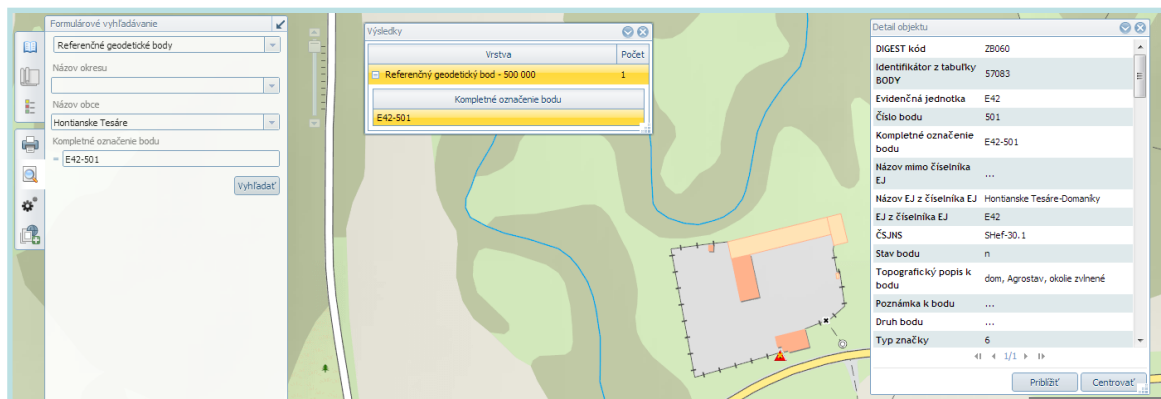 Formulárové vyhľadávanie
Referenčné geodetické body
Názov okresu
Názov obce
Hontianske Tesáre
Kompletné označenie bodu
= E42-501
Vyhľadať
Výsledky
Vrstva Počet
Referenčný geodetický bod - 500 000 1
Kompletné označenie bodu
E42-501
Detail objektu
DIGEST kód ZB060
Identifikátor z tabuľky
BODY 57083
Evidenčná jednotka E42
Číslo bodu 501
Kompletné označenie
bodu E42-501
Názov mimo číselníka
EJ ...
Názov EJ z číselníka EJ Hontianske Tesáre-Domaníky
EJ z číselníka EJ E42
ČSJNS SHef-30.1
Stav bodu n
Topografický popis k
bodu dom, Agrostav, okolie zvlnené
Poznámka k bodu ...
Druh bodu ...
Typ značky 6
1/1
Priblížiť Centrovať